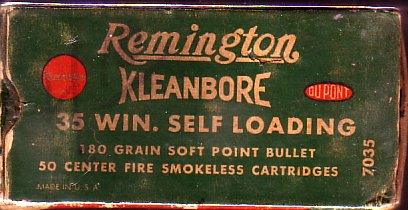 Remington
KLEANBORE
DU PONT
35 WIN. SELF LOADING
180 GRAIN SOFT POINT BULLET
50 CENTER FIRE SMOKELESS CARTRIDGES
7035
MADE IN U.S.A.